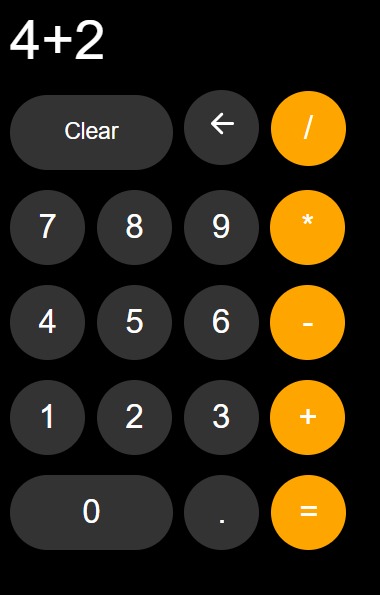 4+2
Clear ← /
7 8 9 *
4 5 6 -
1 2 3 +
0 . =